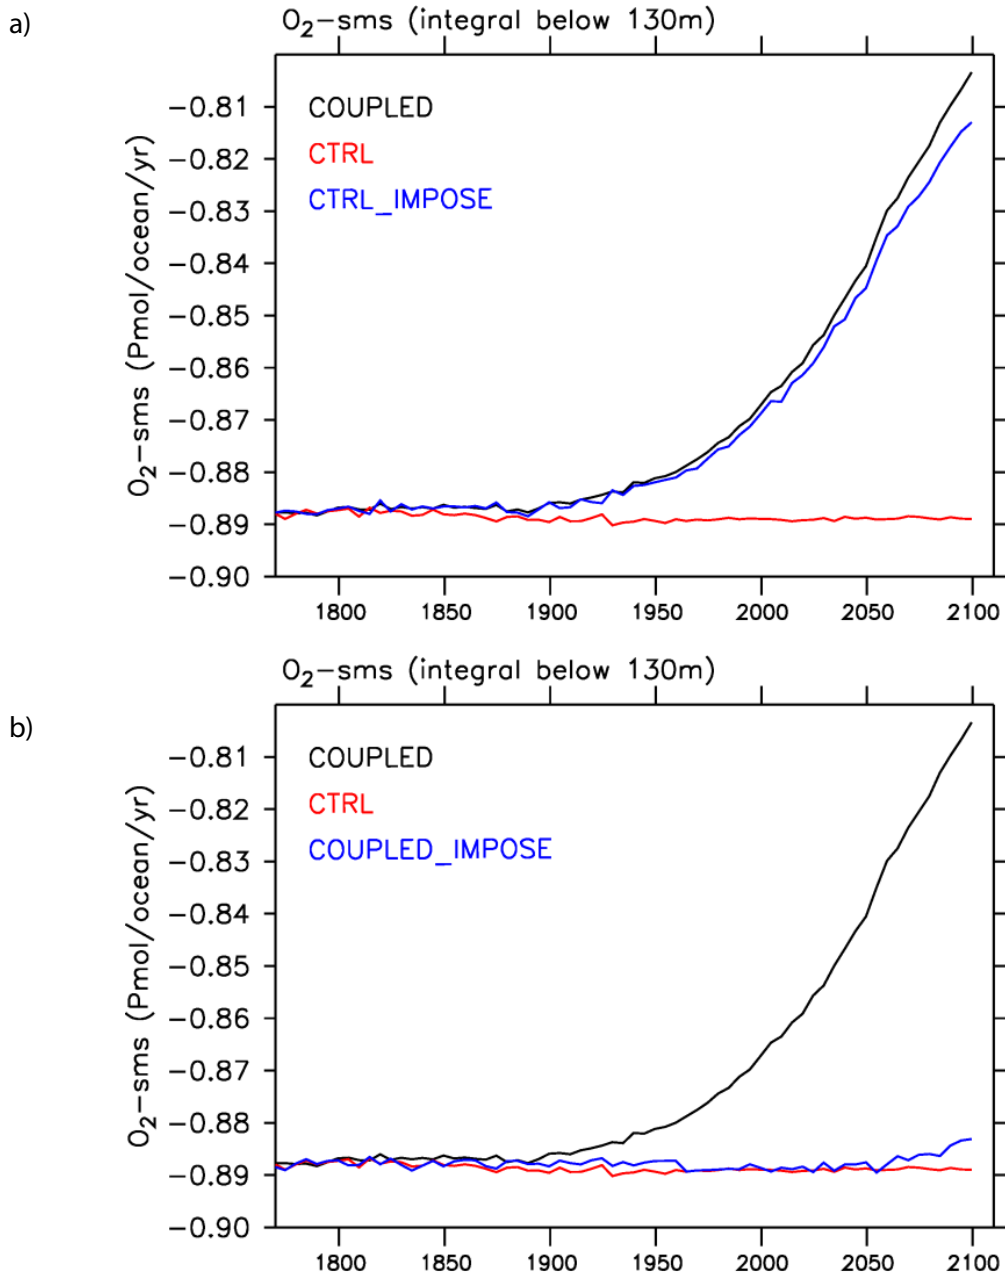 a)
O₂−sms (integral below 130m)
COUPLED
CTRL
CTRL_IMPOSE
O₂−sms (Pmol/ocean/yr)
−0.81
−0.82
−0.83
−0.84
−0.85
−0.86
−0.87
−0.88
−0.89
−0.90
1800 1850 1900 1950 2000 2050 2100
b)
O₂−sms (integral below 130m)
COUPLED
CTRL
COUPLED_IMPOSE
O₂−sms (Pmol/ocean/yr)
−0.81
−0.82
−0.83
−0.84
−0.85
−0.86
−0.87
−0.88
−0.89
−0.90
1800 1850 1900 1950 2000 2050 2100